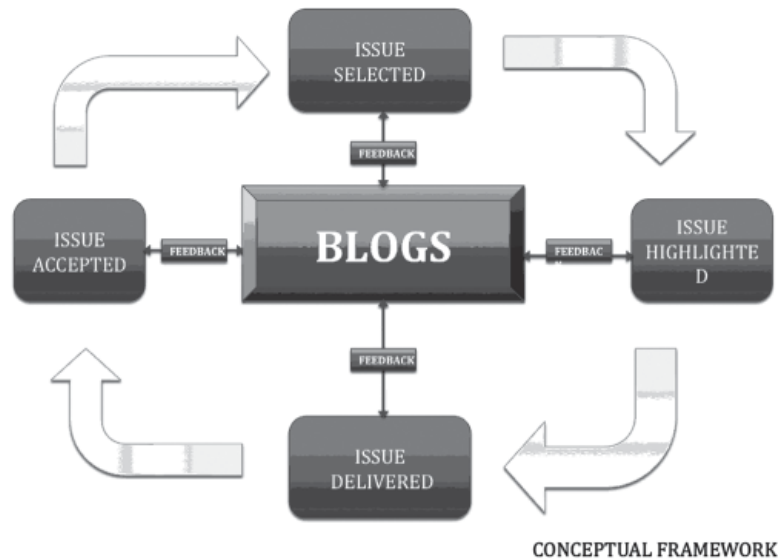 ISSUE
SELECTED
FEEDBACK
ISSUE
ACCEPTED
FEEDBACK
BLOGS
FEEDBAC
ISSUE
HIGHLIGHTE
D
FEEDBACK
ISSUE
DELIVERED
CONCEPTUAL FRAMEWORK